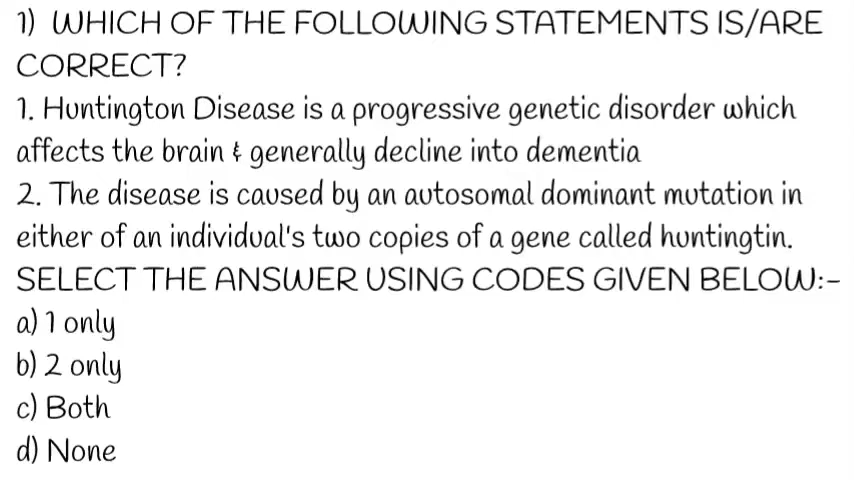 1) WHICH OF THE FOLLOWING STATEMENTS IS/ARE
CORRECT?
1. Huntington Disease is a progressive genetic disorder which
affects the brain & generally decline into dementia
2. The disease is caused by an autosomal dominant mutation in
either of an individual's two copies of a gene called huntingtin.
SELECT THE ANSWER USING CODES GIVEN BELOW:-
a) 1 only
b) 2 only
c) Both
d) None